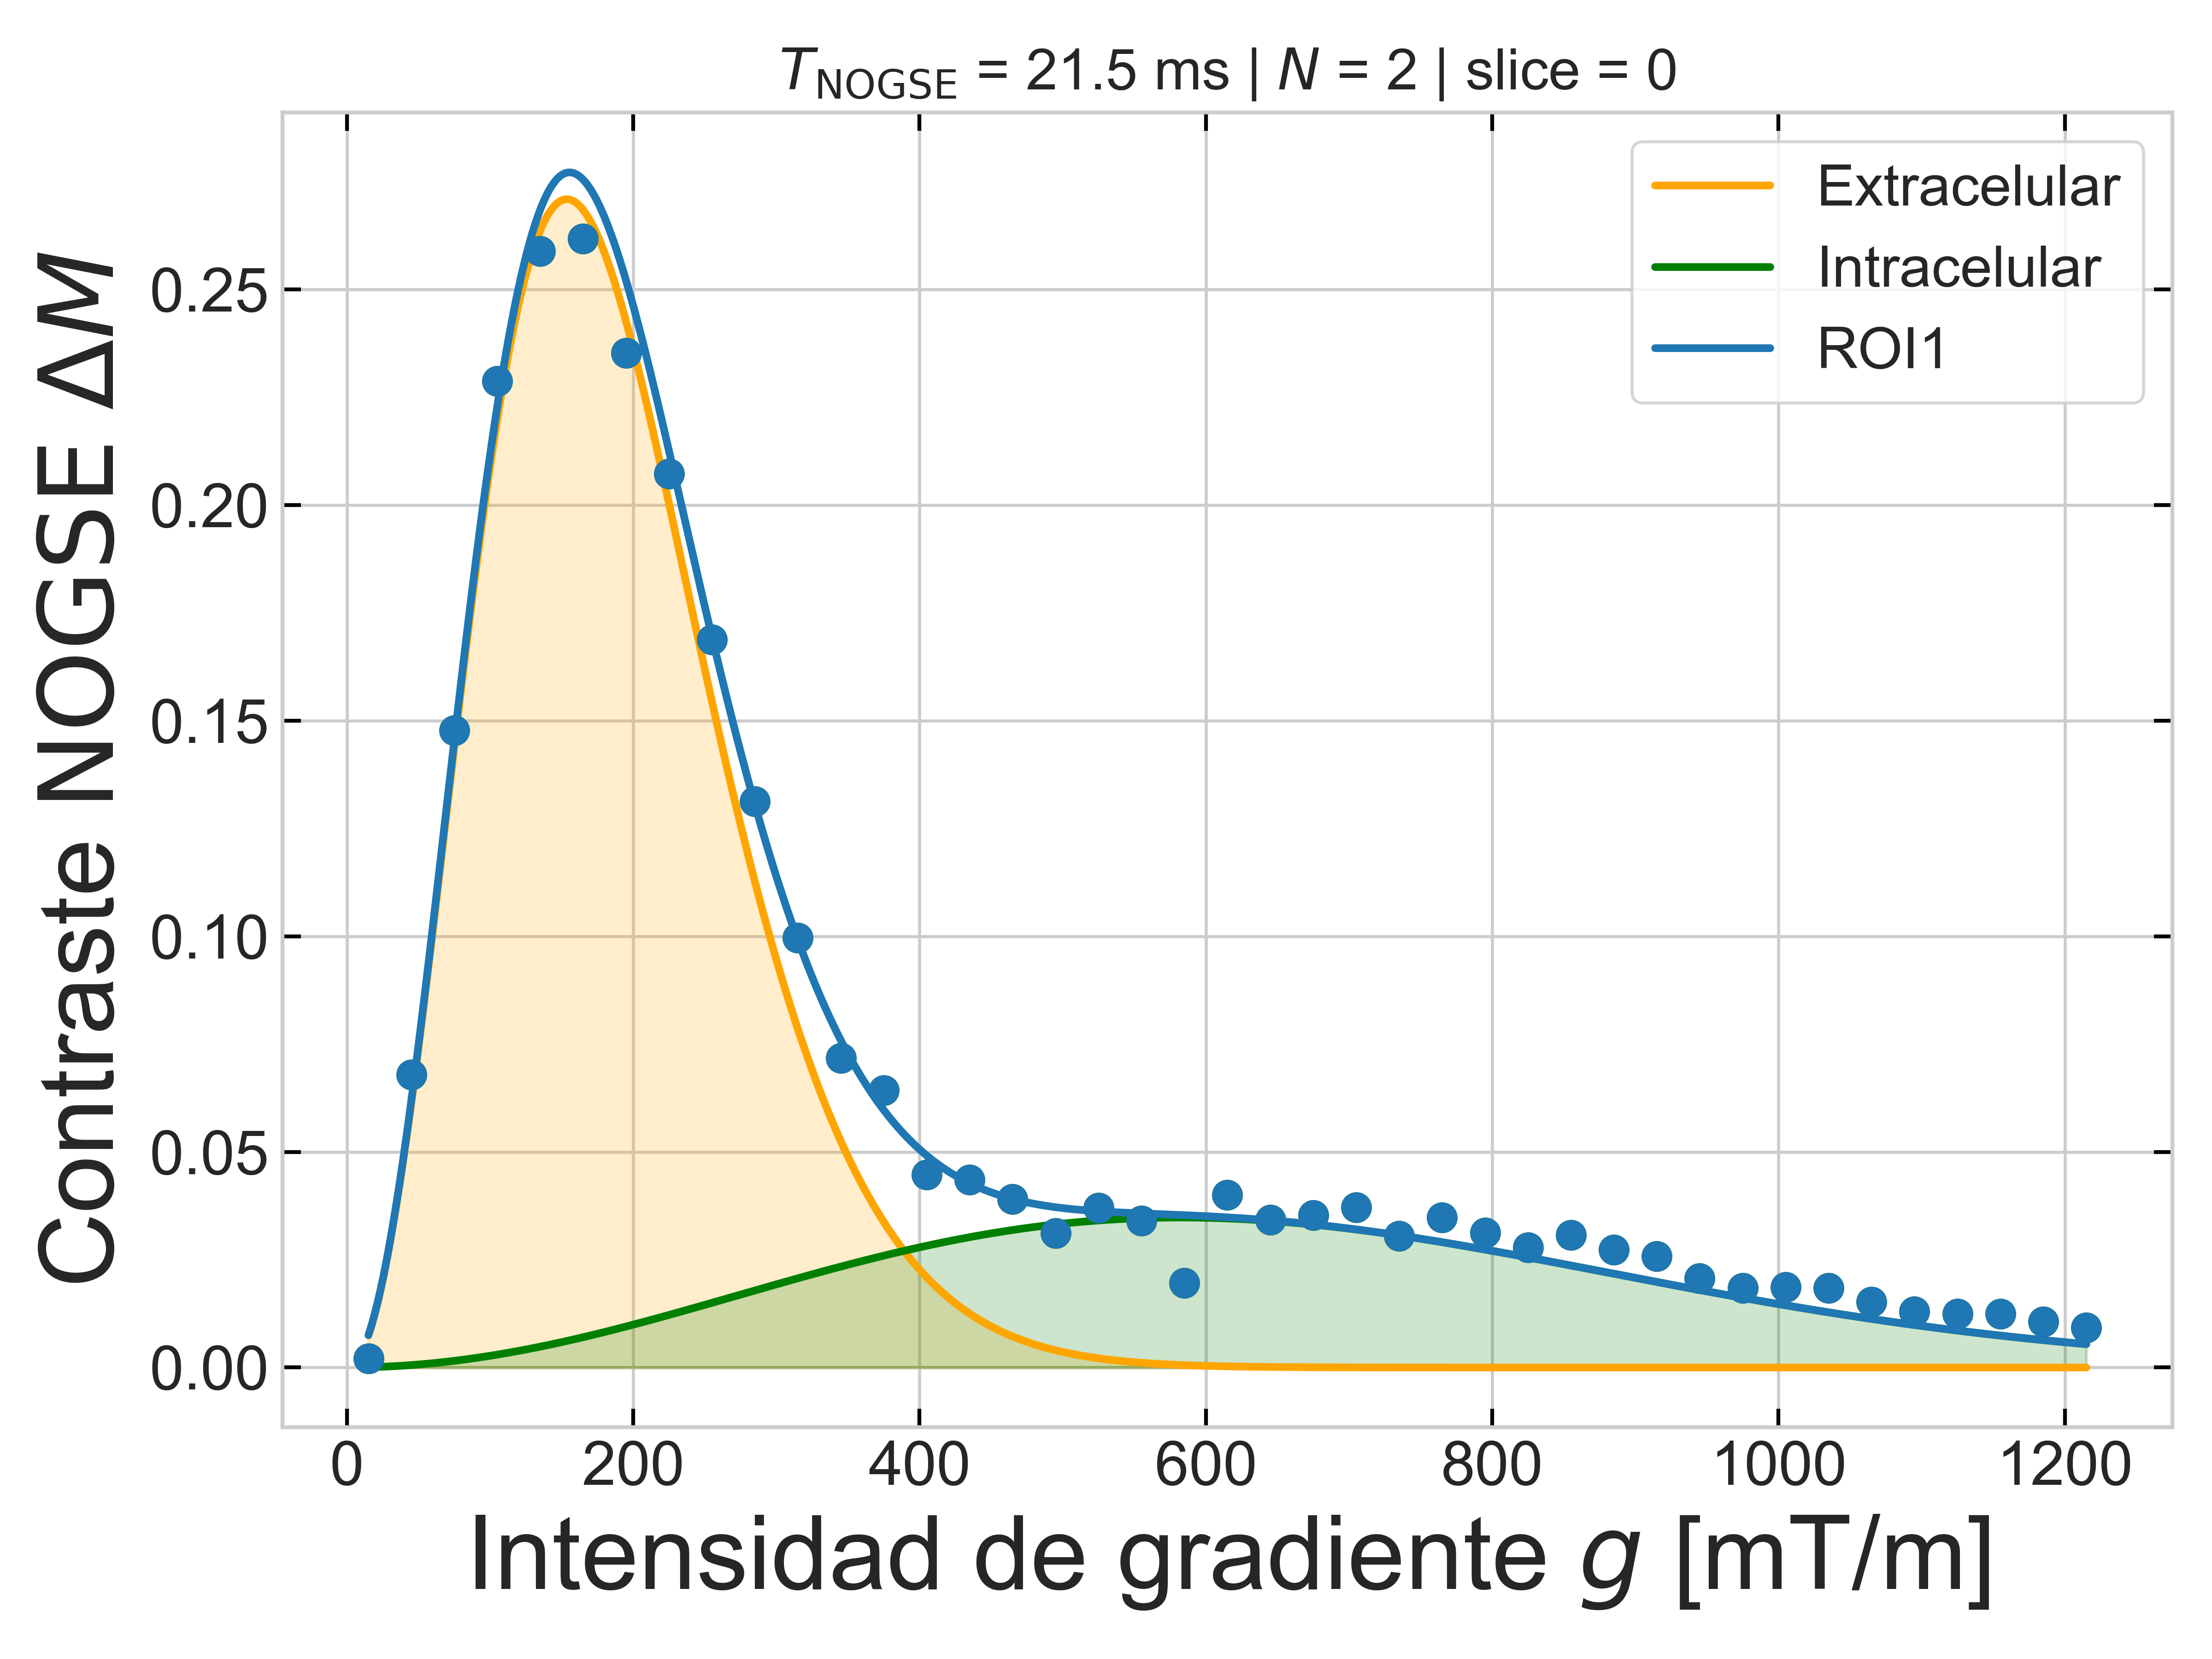 T_NOGSE = 21.5 ms | N = 2 | slice = 0
Extracelular
Intracelular
ROI1
Contraste NOGSE ΔM
0.25
0.20
0.15
0.10
0.05
0.00
0 200 400 600 800 1000 1200
Intensidad de gradiente g [mT/m]